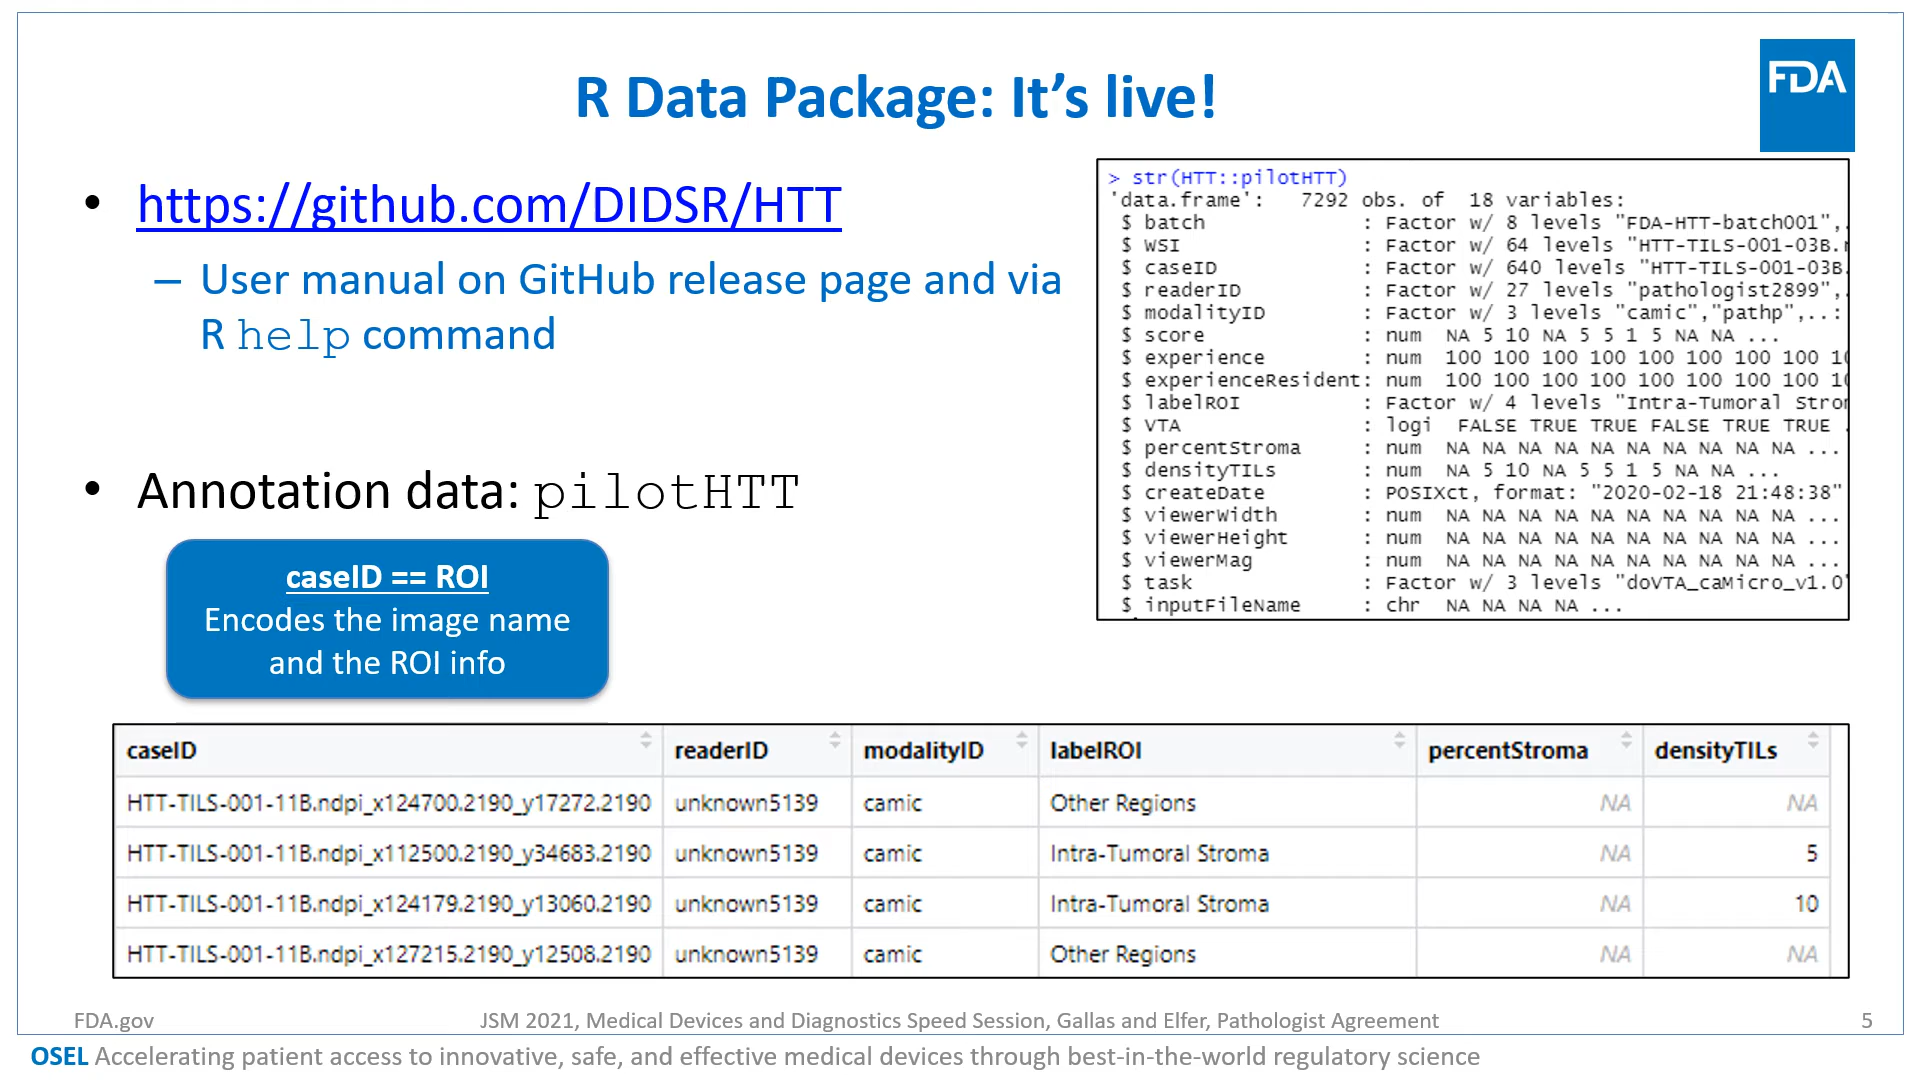 R Data Package: It’s live!
FDA
• https://github.com/DIDSR/HTT
– User manual on GitHub release page and via
R help command
• Annotation data: pilotHTT
caseID == ROI
Encodes the image name
and the ROI info
> str(HTT::pilotHTT)
'data.frame': 7292 obs. of 18 variables:
$ batch : Factor w/ 8 levels "FDA-HTT-batch001",.
$ WSI : Factor w/ 64 levels "HTT-TILS-001-03B.
$ caseID : Factor w/ 640 levels "HTT-TILS-001-03B.
$ readerID : Factor w/ 27 levels "pathologist2899",.
$ modalityID : Factor w/ 3 levels "camic","pathp",..:
$ score : num NA 5 10 NA 5 5 1 5 NA NA ...
$ experience : num 100 100 100 100 100 100 100 100 10
$ experienceResident: num 100 100 100 100 100 100 100 100 10
$ labelROI : Factor w/ 4 levels "Intra-Tumoral Stro
$ VTA : logi FALSE TRUE TRUE FALSE TRUE TRUE .
$ percentStroma : num NA NA NA NA NA NA NA NA NA NA ...
$ densityTILs : num NA 5 10 NA 5 5 1 5 NA NA ...
$ createDate : POSIXct, format: "2020-02-18 21:48:38"
$ viewerWidth : num NA NA NA NA NA NA NA NA NA NA ...
$ viewerHeight : num NA NA NA NA NA NA NA NA NA NA ...
$ viewerMag : num NA NA NA NA NA NA NA NA NA NA ...
$ task : Factor w/ 3 levels "doVTA_caMicro_v1.0"
$ inputFileName : chr NA NA NA NA ...
caseID readerID modalityID labelROI percentStroma densityTILs
HTT-TILS-001-11B.ndpi_x124700.2190_y17272.2190 unknown5139 camic Other Regions NA NA
HTT-TILS-001-11B.ndpi_x112500.2190_y34683.2190 unknown5139 camic Intra-Tumoral Stroma NA 5
HTT-TILS-001-11B.ndpi_x124179.2190_y13060.2190 unknown5139 camic Intra-Tumoral Stroma NA 10
HTT-TILS-001-11B.ndpi_x127215.2190_y12508.2190 unknown5139 camic Other Regions NA NA
FDA.gov JSM 2021, Medical Devices and Diagnostics Speed Session, Gallas and Elfer, Pathologist Agreement 5
OSEL Accelerating patient access to innovative, safe, and effective medical devices through best-in-the-world regulatory science